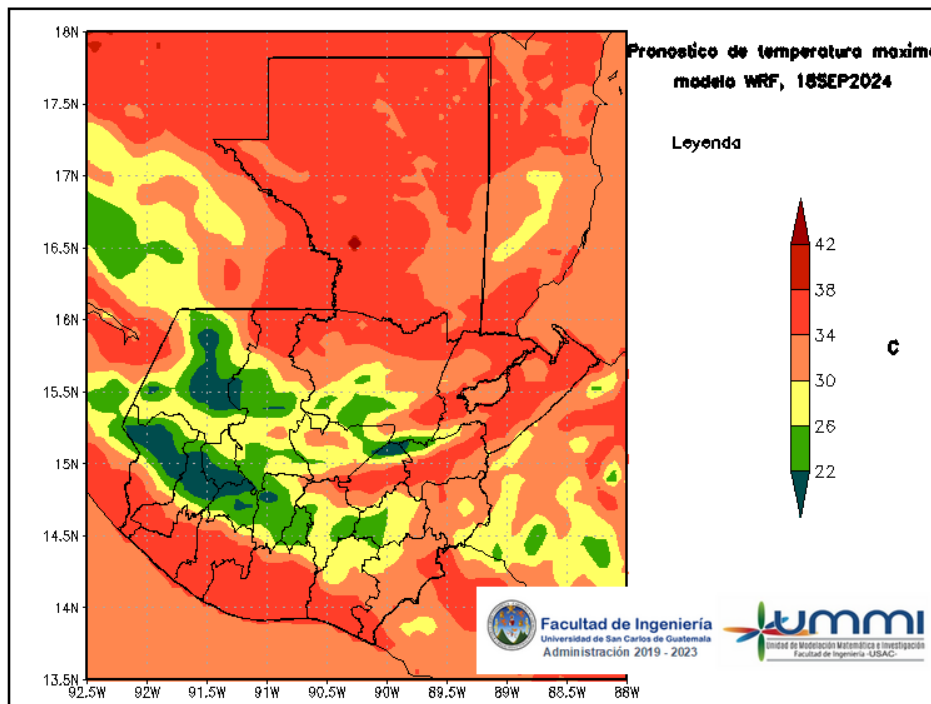 Pronostico de temperatura maxim
modelo WRF, 18SEP2024
Leyenda
42
38
34
30
26
22
C
18N
17.5N
17N
16.5N
16N
15.5N
15N
14.5N
14N
13.5N
92.5W 92W 91.5W 91W 90.5W 90W 89.5W 89W 88.5W 88W
Facultad de Ingeniería
Universidad de San Carlos de Guatemala
Administración 2019 - 2023
ummi
Unidad de Modelación Matemática e Investigación
Facultad de Ingeniería -USAC-